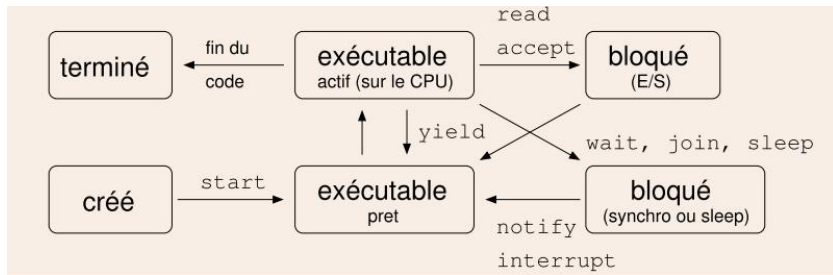 terminé
fin du
code
exécutable
actif (sur le CPU)
read
accept
bloqué
(E/S)
yield
wait, join, sleep
créé
start
exécutable
pret
notify
interrupt
bloqué
(synchro ou sleep)